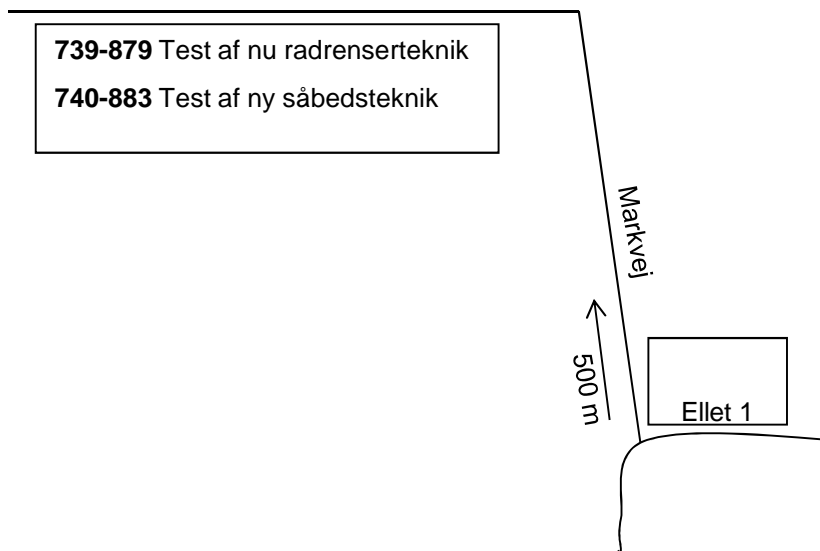 739-879 Test af nu radrenserteknik
740-883 Test af ny såbedsteknik
Markvej
500 m
Ellet 1